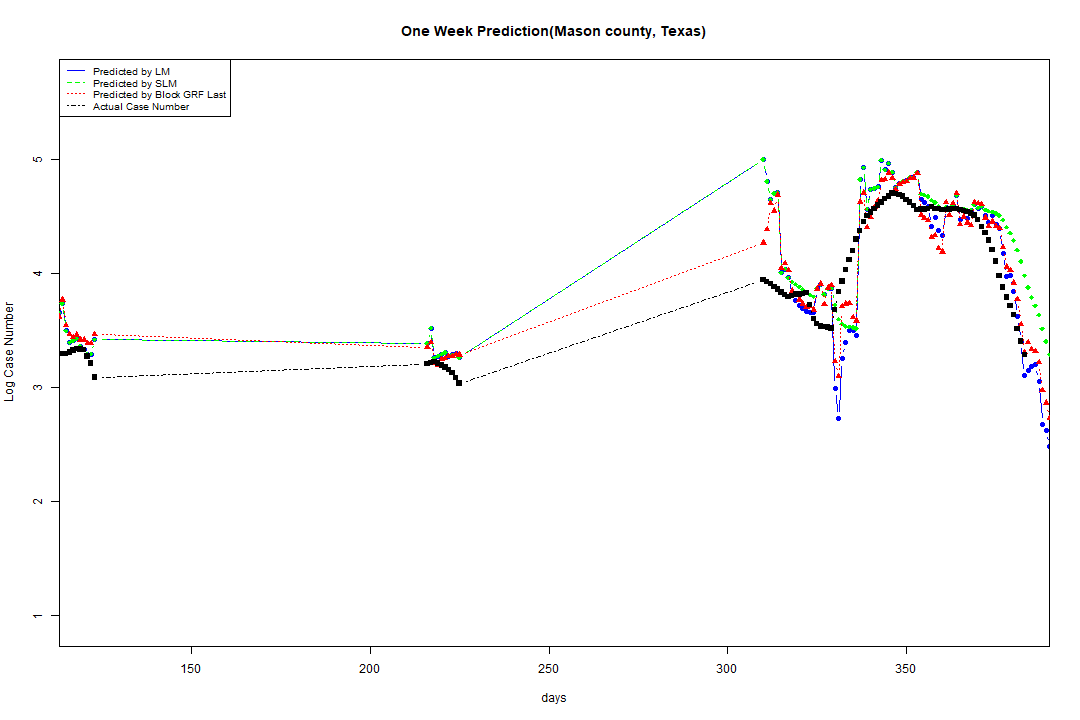 One Week Prediction(Mason county, Texas)
Predicted by LM
Predicted by SLM
Predicted by Block GRF Last
Actual Case Number
5
4
3
2
1
Log Case Number
150 200 250 300 350
days